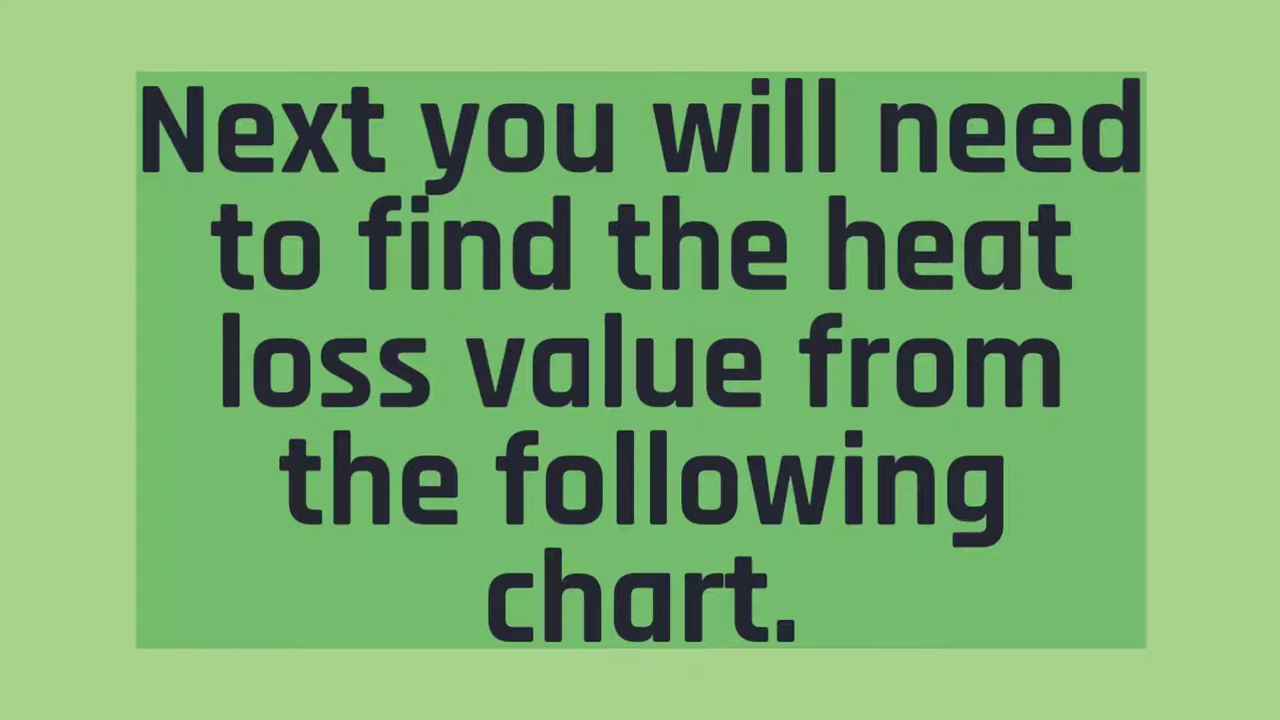 Next you will need
to find the heat
loss value from
the following
chart.